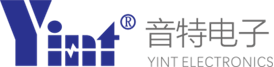 Yint® 音特电子
YINT ELECTRONICS